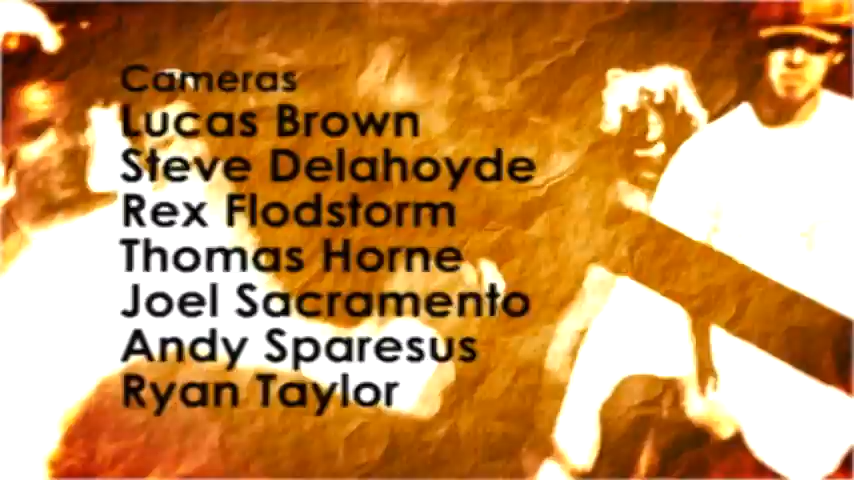 Cameras
Lucas Brown
Steve Delahoyde
Rex Flodstorm
Thomas Horne
Joel Sacramento
Andy Sparesus
Ryan Taylor